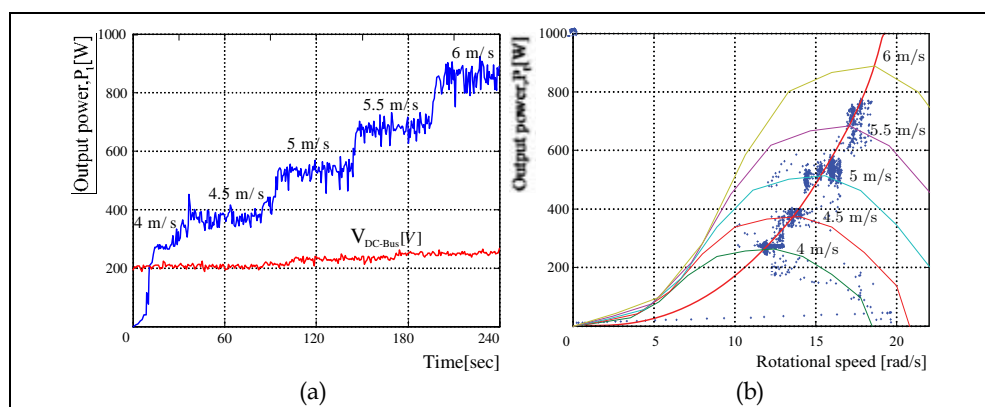 Output power,P_t[W]
1000
800
600
400
200
0
0
60
120
180
240
Time[sec]
4 m/s
4.5 m/s
5 m/s
5.5 m/s
6 m/s
V_DC-Bus[V]
(a)
Output power,P_t[W]
1000
800
600
400
200
0
5
10
15
20
Rotational speed [rad/s]
6 m/s
5.5 m/s
5 m/s
4.5 m/s
4 m/s
(b)